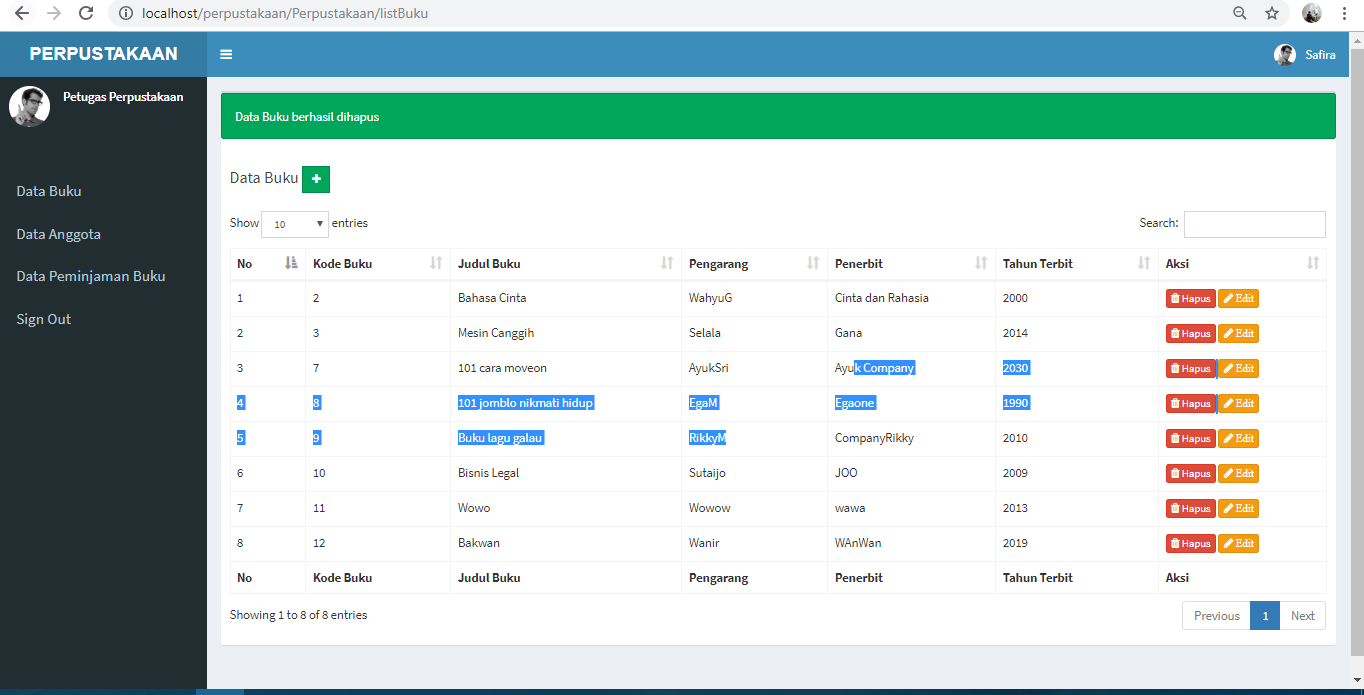 localhost/perpustakaan/Perpustakaan/listBuku
PERPUSTAKAAN
Safira
Petugas Perpustakaan
Data Buku
Data Anggota
Data Peminjaman Buku
Sign Out
Data Buku berhasil dihapus
Data Buku
Show 10 entries
Search:
No Kode Buku Judul Buku Pengarang Penerbit Tahun Terbit Aksi
1 2 Bahasa Cinta WahyuG Cinta dan Rahasia 2000 Hapus Edit
2 3 Mesin Canggih Selala Gana 2014 Hapus Edit
3 7 101 cara moveon AyukSri Ayuk Company 2030 Hapus Edit
4 8 101 jomblo nikmati hidup EgaM Egaone 1990 Hapus Edit
5 9 Buku lagu galau RikkyM CompanyRikky 2010 Hapus Edit
6 10 Bisnis Legal Sutaijo JOO 2009 Hapus Edit
7 11 Wowo Wowow wawa 2013 Hapus Edit
8 12 Bakwan Wanir WAnWan 2019 Hapus Edit
No Kode Buku Judul Buku Pengarang Penerbit Tahun Terbit Aksi
Showing 1 to 8 of 8 entries
Previous 1 Next